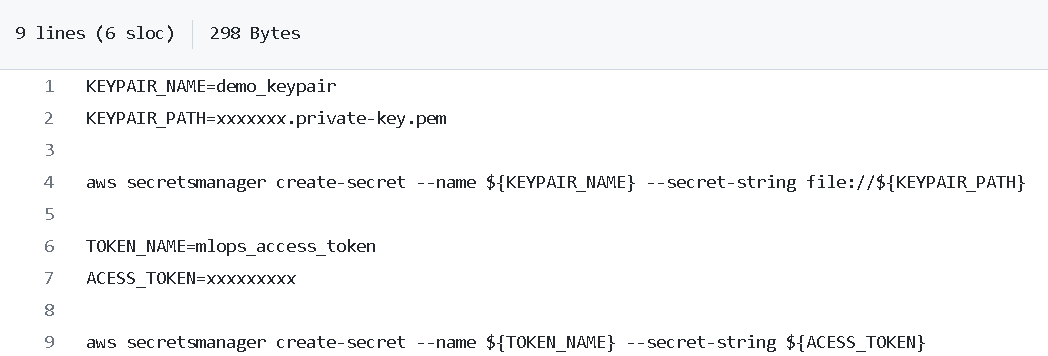 9 lines (6 sloc) 298 Bytes
1 KEYPAIR_NAME=demo_keypair
2 KEYPAIR_PATH=xxxxxxx.private-key.pem
3
4 aws secretsmanager create-secret --name ${KEYPAIR_NAME} --secret-string file://${KEYPAIR_PATH}
5
6 TOKEN_NAME=mlops_access_token
7 ACESS_TOKEN=xxxxxxxxx
8
9 aws secretsmanager create-secret --name ${TOKEN_NAME} --secret-string ${ACESS_TOKEN}